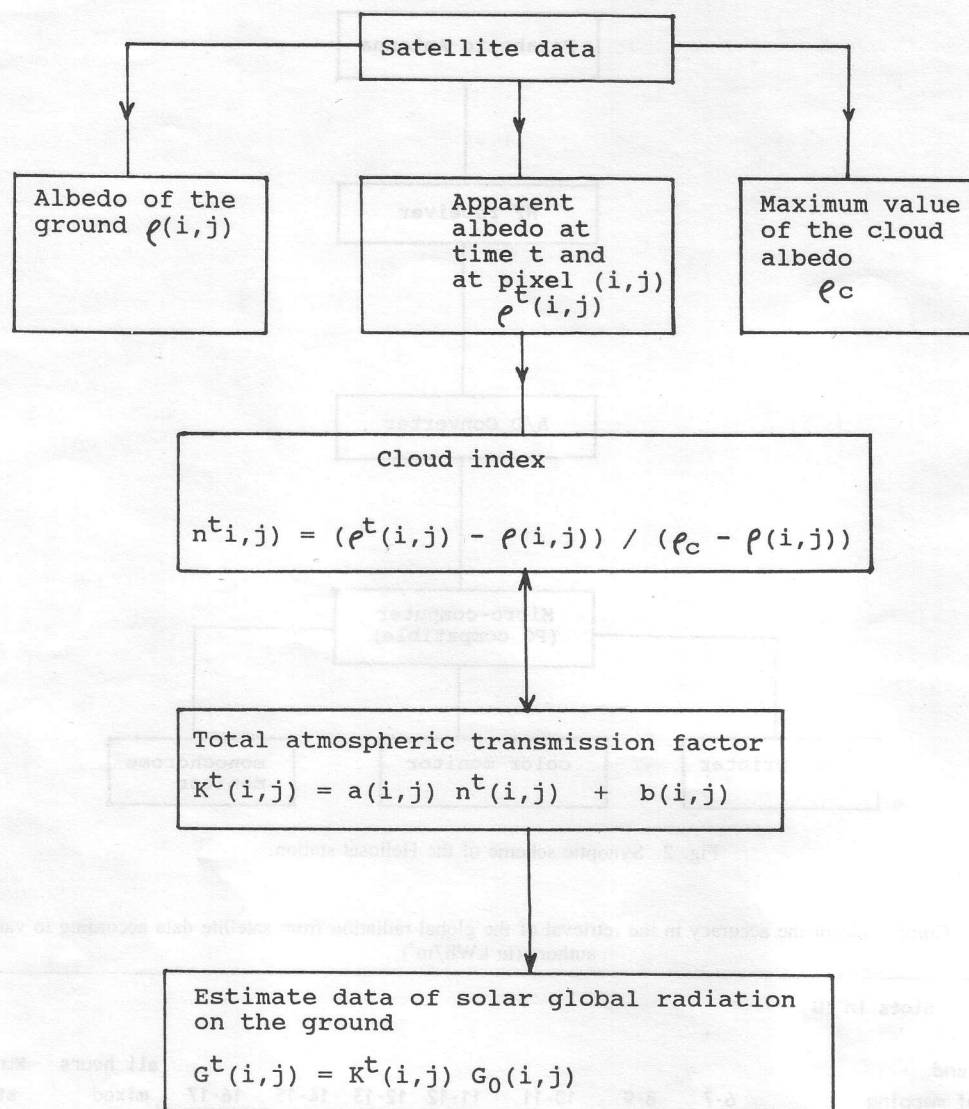 Satellite data
Albedo of the
ground ρ(i,j)
Apparent
albedo at
time t and
at pixel (i,j)
ρᵗ(i,j)
Maximum value
of the cloud
albedo
ρc
Cloud index
nᵗi,j) = (ρᵗ(i,j) - ρ(i,j)) / (ρc - ρ(i,j))
Total atmospheric transmission factor
Kᵗ(i,j) = a(i,j) nᵗ(i,j) + b(i,j)
Estimate data of solar global radiation
on the ground
Gᵗ(i,j) = Kᵗ(i,j) G₀(i,j)